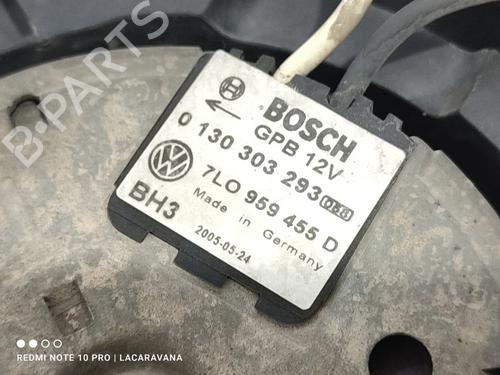 BOSCH
GPB 12V
0 130 303 293 028
7L0 959 455 D
Made in Germany
BH3
2005-05-24
B-PARTS
REDMI NOTE 10 PRO | LACARAVANA